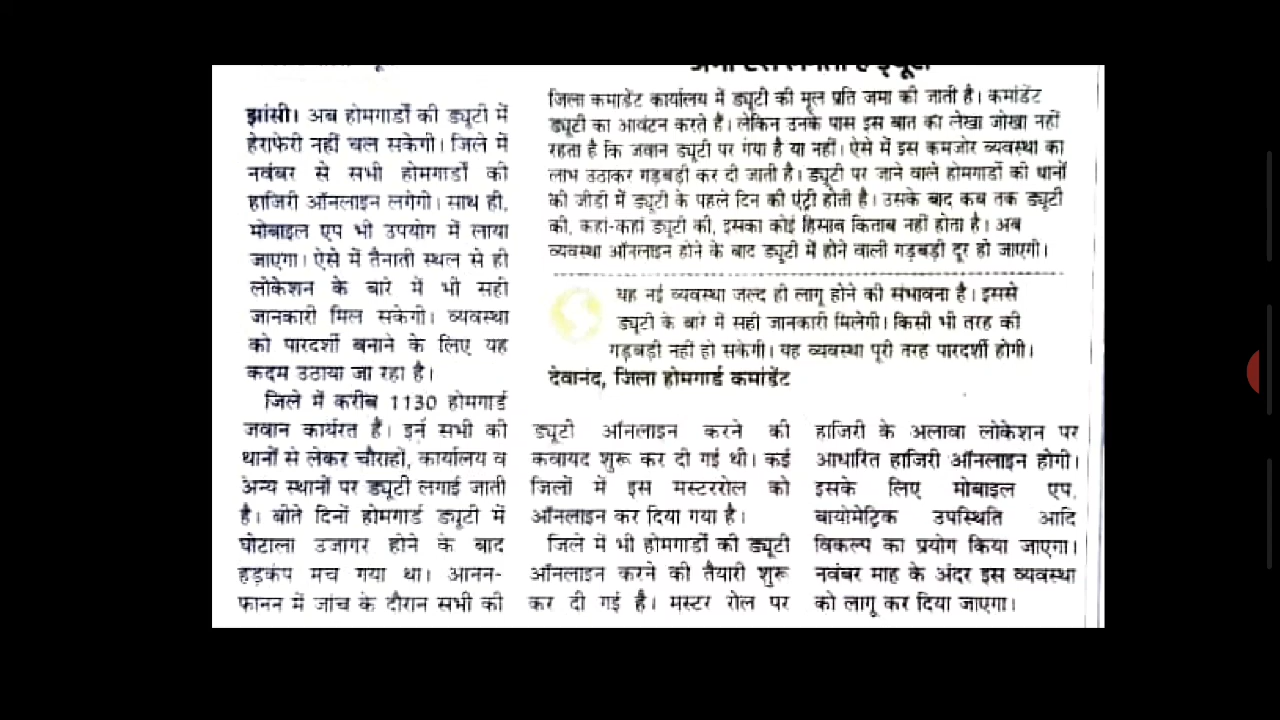 झांसी। अब होमगार्डों की ड्यूटी में
हेराफेरी नहीं चल सकेगी। जिले में
नवंबर से सभी होमगार्डों की
हाजिरी ऑनलाइन लगेगी। साथ ही,
मोबाइल एप भी उपयोग में लाया
जाएगा। ऐसे में तैनाती स्थल से ही
लोकेशन के बारे में भी सही
जानकारी मिल सकेगी। व्यवस्था
को पारदर्शी बनाने के लिए यह
कदम उठाया जा रहा है।
जिले में करीब 1130 होमगार्ड
जवान कार्यरत हैं। इन सभी की
थानों से लेकर चौराहों, कार्यालय व
अन्य स्थानों पर ड्यूटी लगाई जाती
है। बीते दिनों होमगार्ड ड्यूटी में
घोटाला उजागर होने के बाद
हड़कंप मच गया था। आनन-
फानन में जांच के दौरान सभी की
ड्यूटी
जिला कमांडेंट कार्यालय में ड्यूटी की मूल प्रति जमा की जाती है। कमांडेंट
ड्यूटी का आवंटन करते हैं। लेकिन उनके पास इस बात का लेखा जोखा नहीं
रहता है कि जवान ड्यूटी पर गया है या नहीं। ऐसे में इस कमजोर व्यवस्था का
लाभ उठाकर गड़बड़ी कर दी जाती है। ड्यूटी पर जाने वाले होमगार्डों की थानों
की जीडी में ड्यूटी के पहले दिन की एंट्री होती है। उसके बाद कब तक ड्यूटी
की, कहां-कहां ड्यूटी की, इसका कोई हिसाब किताब नहीं होता है। अब
व्यवस्था ऑनलाइन होने के बाद ड्यूटी में होने वाली गड़बड़ी दूर हो जाएगी।
यह नई व्यवस्था जल्द ही लागू होने की संभावना है। इससे
ड्यूटी के बारे में सही जानकारी मिलेगी। किसी भी तरह की
गड़बड़ी नहीं हो सकेगी। यह व्यवस्था पूरी तरह पारदर्शी होगी।
देवानंद, जिला होमगार्ड कमांडेंट
ड्यूटी ऑनलाइन करने की
कवायद शुरू कर दी गई थी। कई
जिलों में इस मस्टररोल को
ऑनलाइन कर दिया गया है।
जिले में भी होमगार्डों की ड्यूटी
ऑनलाइन करने की तैयारी शुरू
कर दी गई है। मस्टर रोल पर
हाजिरी के अलावा लोकेशन पर
आधारित हाजिरी ऑनलाइन होगी।
इसके लिए मोबाइल एप,
बायोमेट्रिक उपस्थिति आदि
विकल्प का प्रयोग किया जाएगा।
नवंबर माह के अंदर इस व्यवस्था
को लागू कर दिया जाएगा।